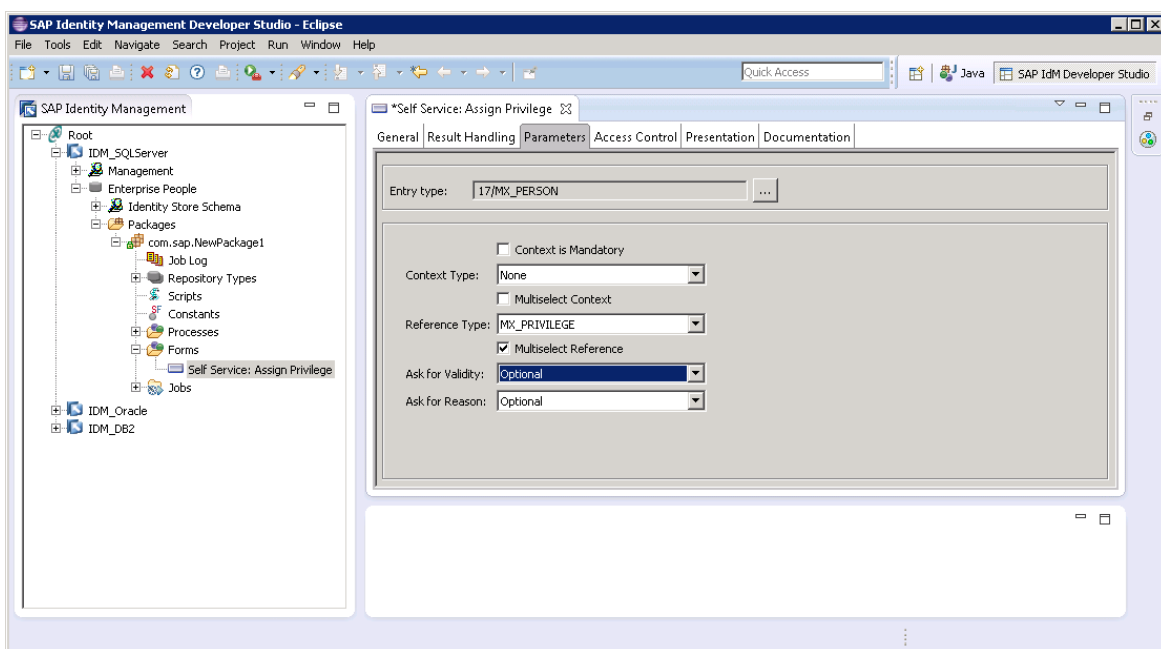 SAP Identity Management Developer Studio - Eclipse
File Tools Edit Navigate Search Project Run Window Help
Quick Access
Java
SAP IdM Developer Studio
SAP Identity Management
Root
IDM_SQLServer
Management
Enterprise People
Identity Store Schema
Packages
com.sap.NewPackage1
Job Log
Repository Types
Scripts
Constants
Processes
Forms
Self Service: Assign Privilege
Jobs
IDM_Oracle
IDM_DB2
*Self Service: Assign Privilege
General Result Handling Parameters Access Control Presentation Documentation
Entry type: 17/MX_PERSON ...
Context is Mandatory
Context Type: None
Multiselect Context
Reference Type: MX_PRIVILEGE
Multiselect Reference
Ask for Validity: Optional
Ask for Reason: Optional